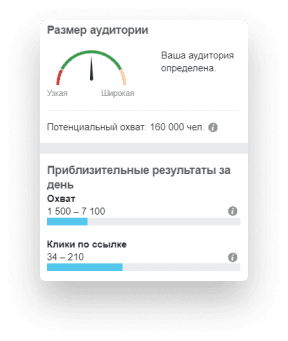 Размер аудитории
Ваша аудитория
определена.
Узкая
Широкая
Потенциальный охват: 160 000 чел.
Приблизительные результаты за
день
Охват
1 500 – 7 100
Клики по ссылке
34 – 210